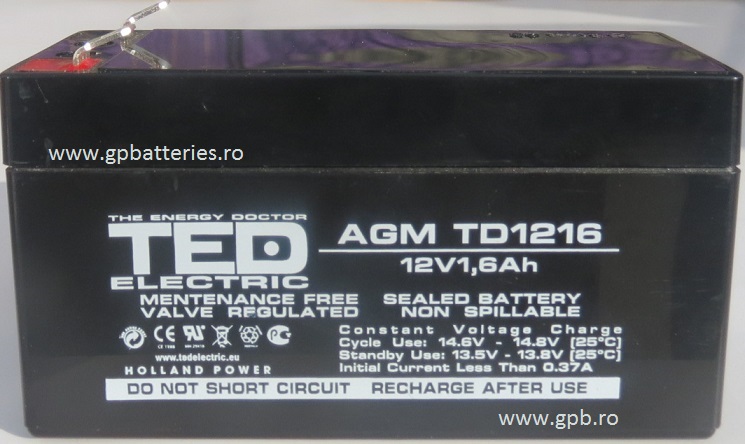 www.gpbatteries.ro
THE ENERGY DOCTOR
TED
ELECTRIC
AGM TD1216
12V1,6Ah
MENTENANCE FREE SEALED BATTERY
VALVE REGULATED NON SPILLABLE
Constant Voltage Charge
Cycle Use: 14.6V - 14.8V (25°C)
Standby Use: 13.5V - 13.8V (25°C)
Initial Current Less Than 0.37A
www.tedelectric.eu
HOLLAND POWER
DO NOT SHORT CIRCUIT RECHARGE AFTER USE
www.gpb.ro